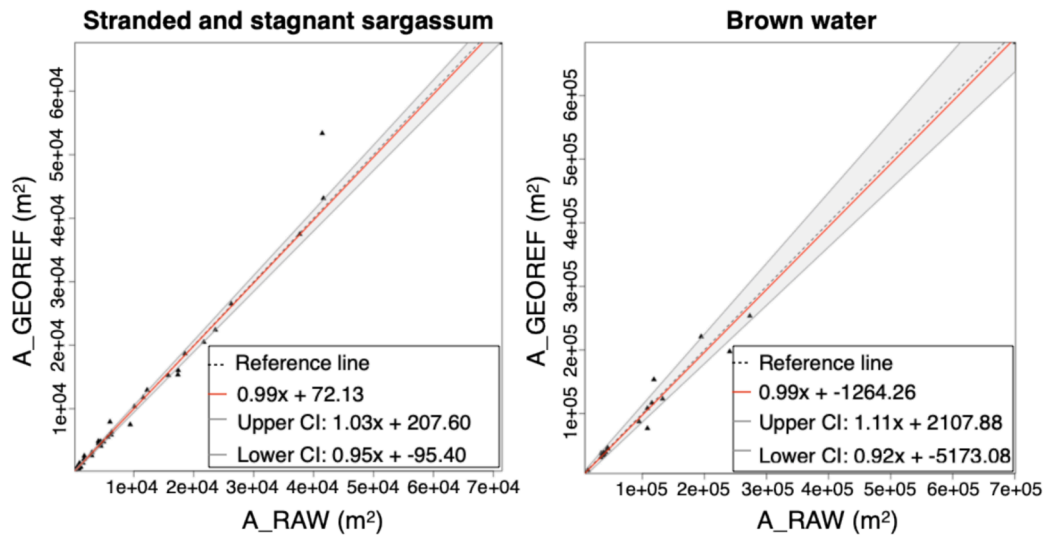 Stranded and stagnant sargassum
A_GEOREF (m²)
1e+04 2e+04 3e+04 4e+04 5e+04 6e+04
Reference line
0.99x + 72.13
Upper CI: 1.03x + 207.60
Lower CI: 0.95x + -95.40
1e+04 2e+04 3e+04 4e+04 5e+04 6e+04 7e+04
A_RAW (m²)
Brown water
A_GEOREF (m²)
1e+05 2e+05 3e+05 4e+05 5e+05 6e+05
Reference line
0.99x + -1264.26
Upper CI: 1.11x + 2107.88
Lower CI: 0.92x + -5173.08
1e+05 2e+05 3e+05 4e+05 5e+05 6e+05 7e+05
A_RAW (m²)